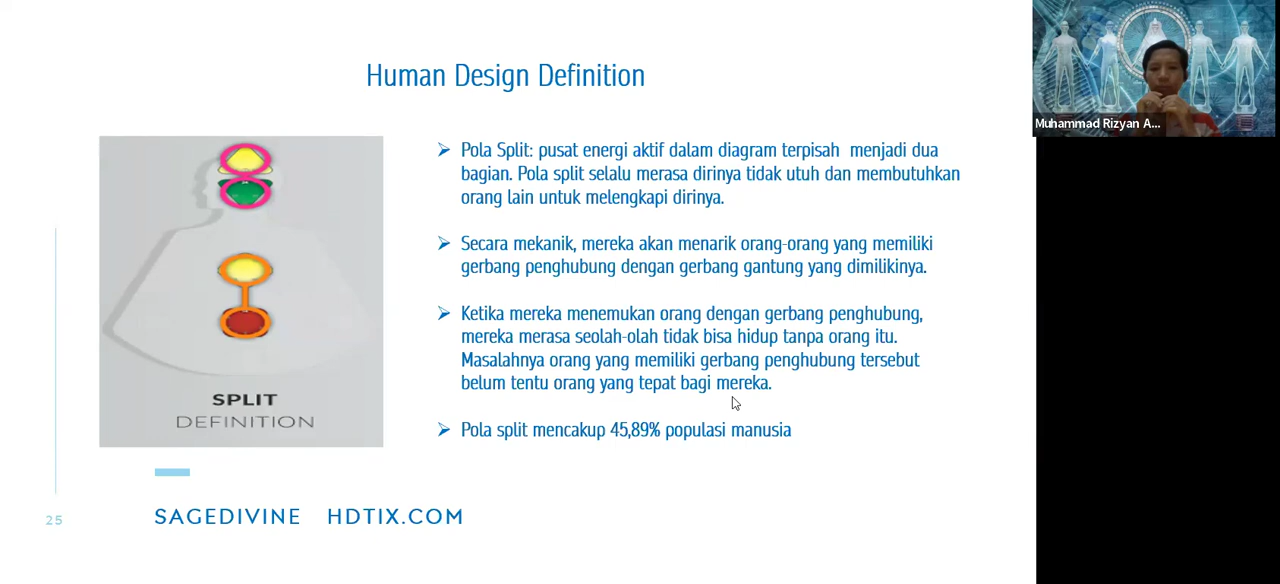 Human Design Definition
Muhammad Rizyan A...
➢ Pola Split: pusat energi aktif dalam diagram terpisah menjadi dua
bagian. Pola split selalu merasa dirinya tidak utuh dan membutuhkan
orang lain untuk melengkapi dirinya.
➢ Secara mekanik, mereka akan menarik orang-orang yang memiliki
gerbang penghubung dengan gerbang gantung yang dimilikinya.
➢ Ketika mereka menemukan orang dengan gerbang penghubung,
mereka merasa seolah-olah tidak bisa hidup tanpa orang itu.
Masalahnya orang yang memiliki gerbang penghubung tersebut
belum tentu orang yang tepat bagi mereka.
➢ Pola split mencakup 45,89% populasi manusia
SPLIT
DEFINITION
25
SAGEDIVINE HDTIX.COM